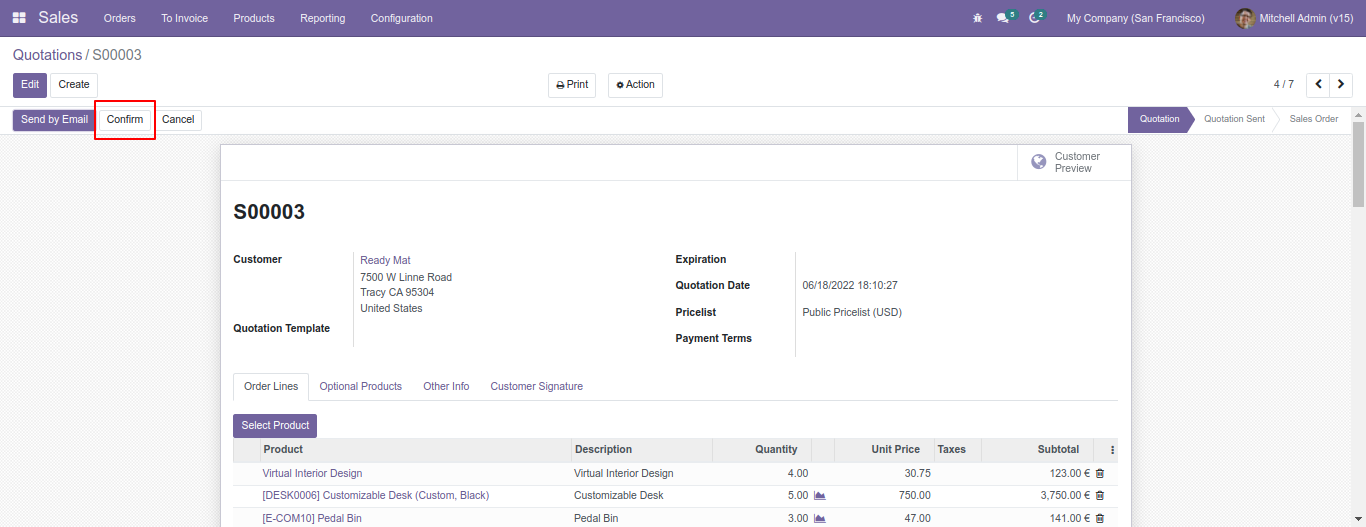 Sales Orders To Invoice Products Reporting Configuration 5 2 My Company (San Francisco) Mitchell Admin (v15)
Quotations / S00003
Edit Create Print Action 4 / 7
Send by Email Confirm Cancel Quotation Quotation Sent Sales Order
Customer
Preview
S00003
Customer Ready Mat Expiration
7500 W Linne Road
Quotation Date 06/18/2022 18:10:27
Tracy CA 95304
United States Pricelist Public Pricelist (USD)
Quotation Template
Payment Terms
Order Lines Optional Products Other Info Customer Signature
Select Product
Product Description Quantity Unit Price Taxes Subtotal
Virtual Interior Design Virtual Interior Design 4.00 30.75 123.00 €
[DESK0006] Customizable Desk (Custom, Black) Customizable Desk 5.00 750.00 3,750.00 €
[E-COM10] Pedal Bin Pedal Bin 3.00 47.00 141.00 €